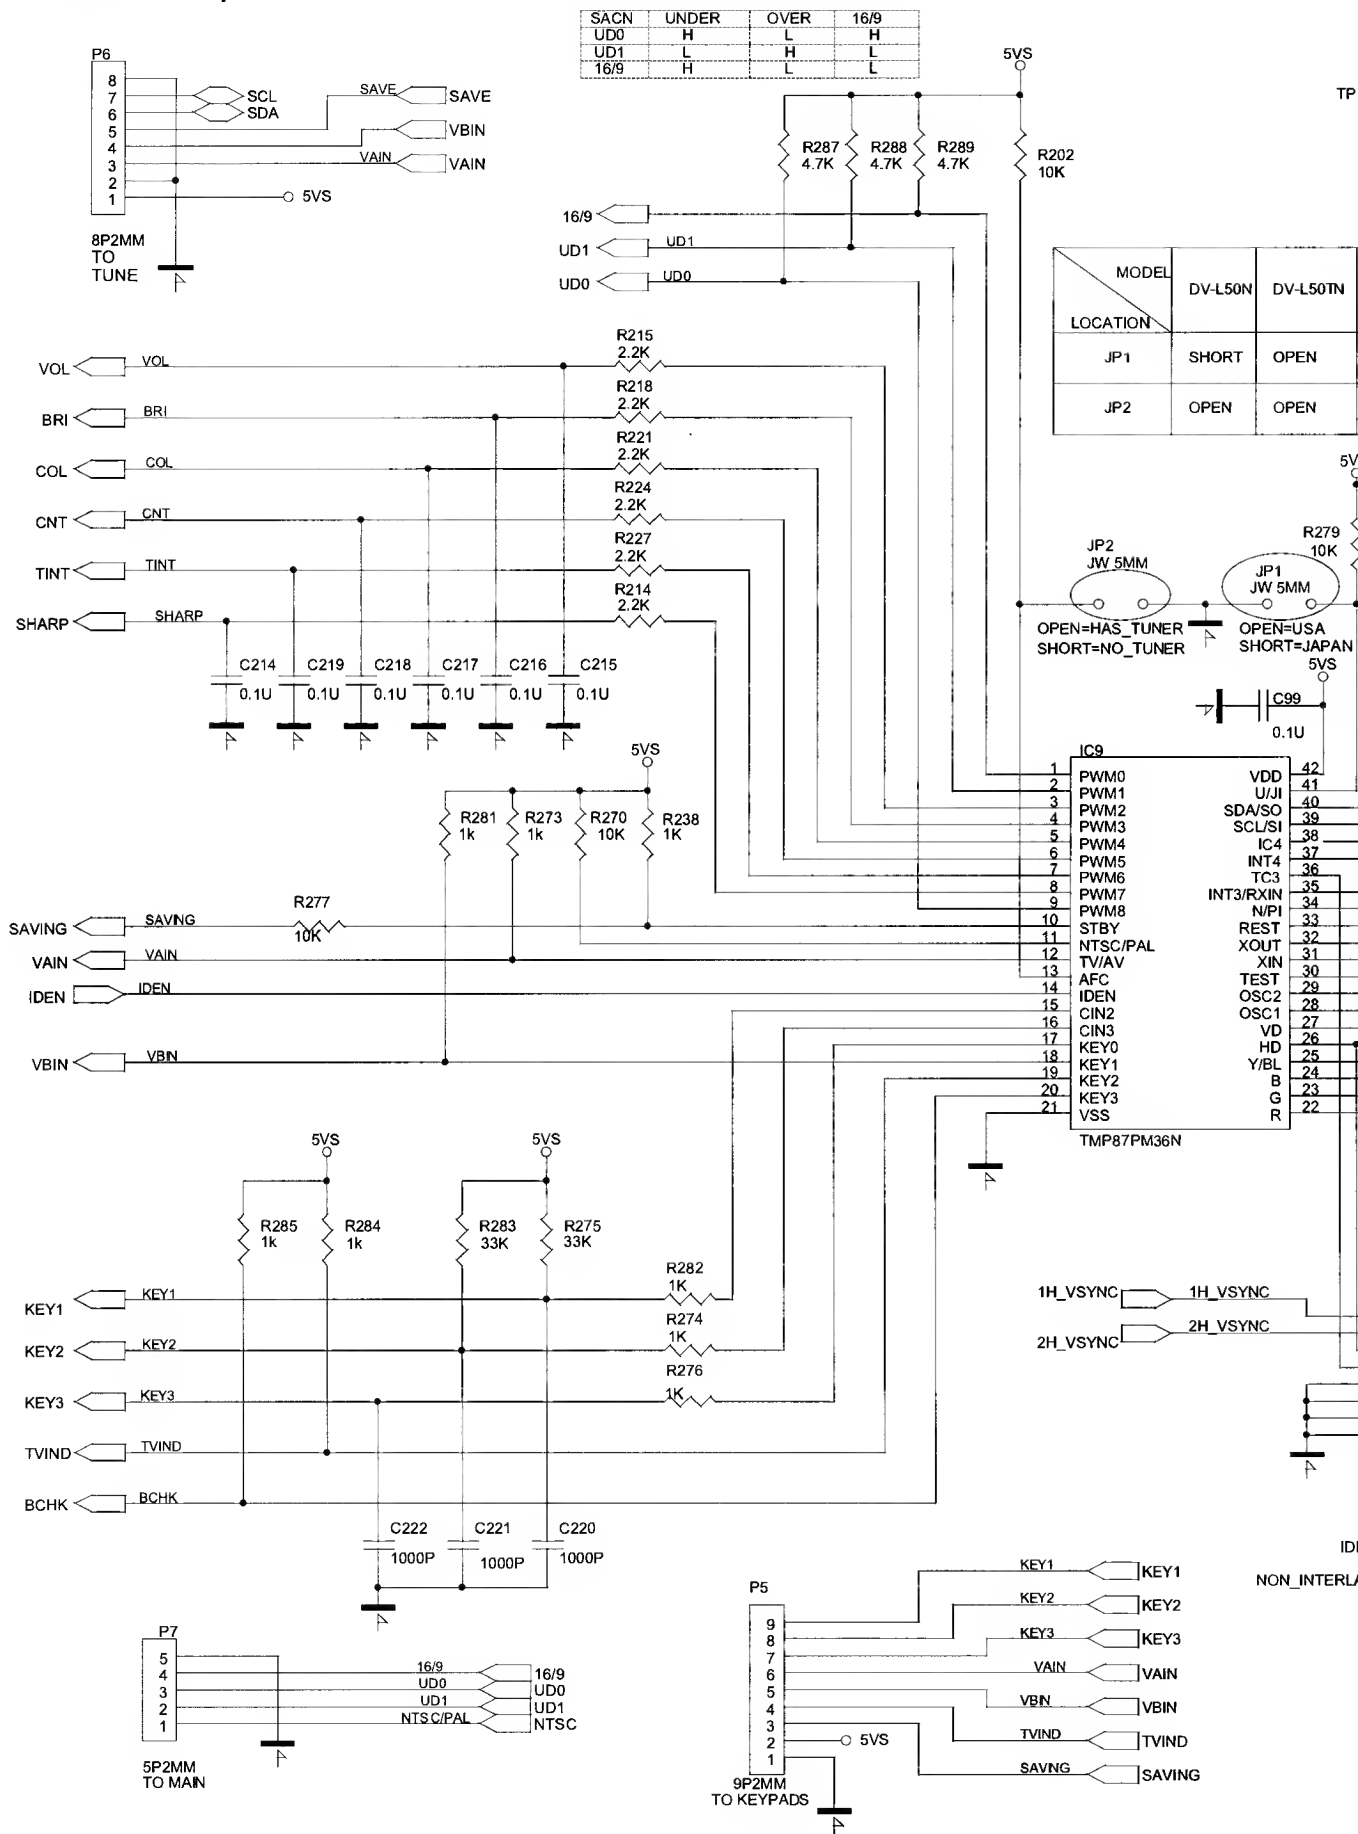 SACN UNDER OVER 16/9
UD0 H L H
UD1 L H L
16/9 H L L
P6
8
7
6
5
4
3
2
1
SCL
SDA
SAVE SAVE
VBIN
VAIN VAIN
5VS
8P2MM
TO
TUNE
5VS
TP
R287
4.7K
R288
4.7K
R289
4.7K
R202
10K
16/9
UD1 UD1
UD0 UD0
MODEL DV-L50N DV-L50TN
LOCATION
JP1 SHORT OPEN
JP2 OPEN OPEN
VOL VOL
R215
2.2K
BRI BRI
R218
2.2K
COL COL
R221
2.2K
CNT CNT
R224
2.2K
TINT TINT
R227
2.2K
SHARP SHARP
R214
2.2K
C214
0.1U
C219
0.1U
C218
0.1U
C217
0.1U
C216
0.1U
C215
0.1U
5V
R279
10K
JP2
JW 5MM
JP1
JW 5MM
OPEN=HAS_TUNER
SHORT=NO_TUNER
OPEN=USA
SHORT=JAPAN
5VS
C99
0.1U
5VS
R281
1k
R273
1k
R270
10K
R238
1K
SAVING SAVING
R277
10K
VAIN VAIN
IDEN IDEN
VBIN VBIN
IC9
1 PWM0 VDD 42
2 PWM1 U/JI 41
3 PWM2 SDA/SO 40
4 PWM3 SCL/SI 39
5 PWM4 IC4 38
6 PWM5 INT4 37
7 PWM6 TC3 36
8 PWM7 INT3/RXIN 35
9 PWM8 N/PI 34
10 STBY REST 33
11 NTSC/PAL XOUT 32
12 TV/AV XIN 31
13 AFC TEST 30
14 IDEN OSC2 29
15 CIN2 OSC1 28
16 CIN3 VD 27
17 KEY0 HD 26
18 KEY1 Y/BL 25
19 KEY2 B 24
20 KEY3 G 23
21 VSS R 22
TMP87PM36N
5VS
5VS
R285
1k
R284
1k
R283
33K
R275
33K
KEY1 KEY1
R282
1K
KEY2 KEY2
R274
1K
KEY3 KEY3
R276
1K
TVIND TVIND
BCHK BCHK
C222
1000P
C221
1000P
C220
1000P
1H_VSYNC 1H_VSYNC
2H_VSYNC 2H_VSYNC
P7
5
4 16/9 16/9
3 UD0 UD0
2 UD1 UD1
1 NTSC/PAL NTSC
5P2MM
TO MAIN
P5
9 KEY1 KEY1
8 KEY2 KEY2
7 KEY3 KEY3
6 VAIN VAIN
5 VBIN VBIN
4 TVIND TVIND
3 SAVING SAVING
2 5VS
1
9P2MM
TO KEYPADS